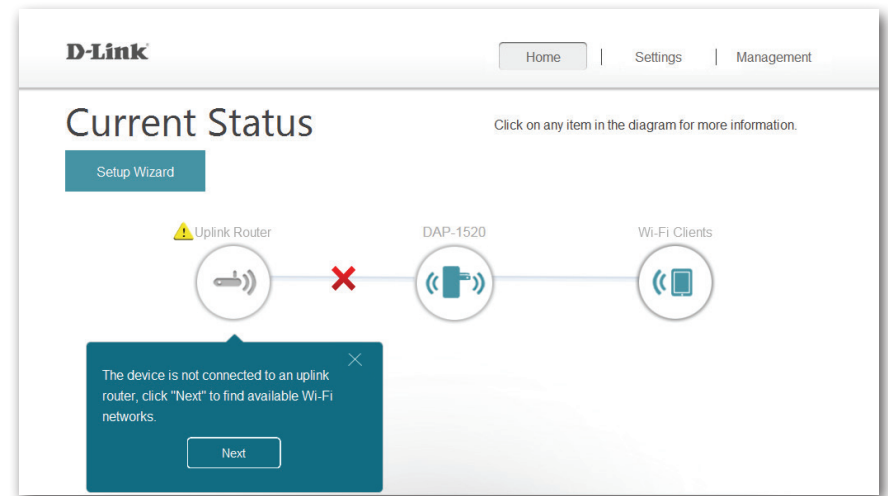 D-Link
Home | Settings | Management
Current Status
Click on any item in the diagram for more information.
Setup Wizard
Uplink Router
DAP-1520
Wi-Fi Clients
The device is not connected to an uplink
router, click "Next" to find available Wi-Fi
networks.
Next